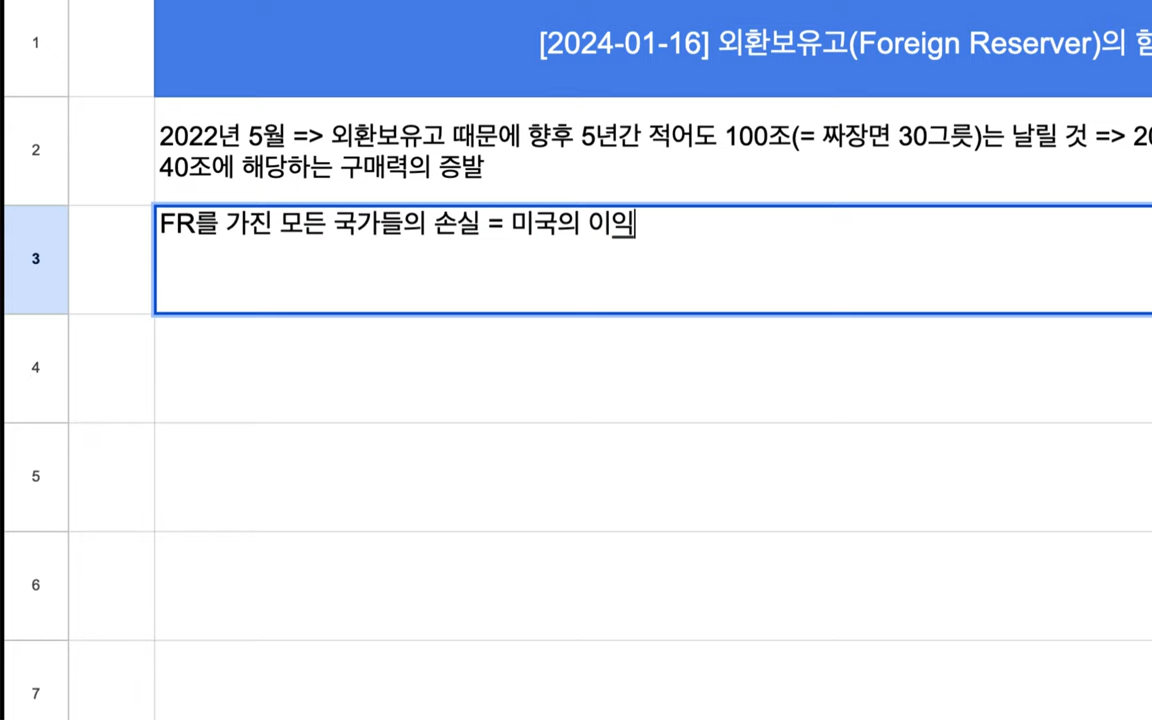 1
[2024-01-16] 외환보유고(Foreign Reserver)의
2
2022년 5월 => 외환보유고 때문에 향후 5년간 적어도 100조(= 짜장면 30그릇)는 날릴 것 =>
40조에 해당하는 구매력의 증발
3
FR를 가진 모든 국가들의 손실 = 미국의 이익
4
5
6
7